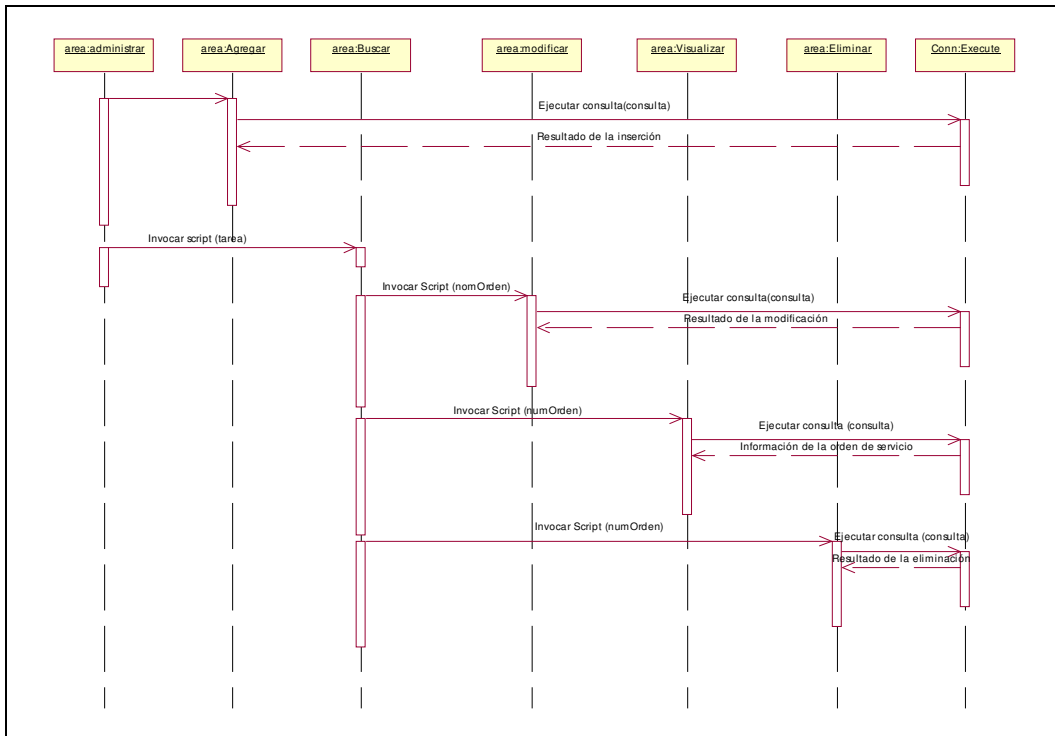 area:administrar
area:Agregar
area:Buscar
area:modificar
area:Visualizar
area:Eliminar
Conn:Execute
Ejecutar consulta(consulta)
Resultado de la inserción
Invocar script (tarea)
Invocar Script (nomOrden)
Ejecutar consulta(consulta)
Resultado de la modificación
Invocar Script (numOrden)
Ejecutar consulta (consulta)
Información de la orden de servicio
Invocar Script (numOrden)
Ejecutar consulta (consulta)
Resultado de la eliminación